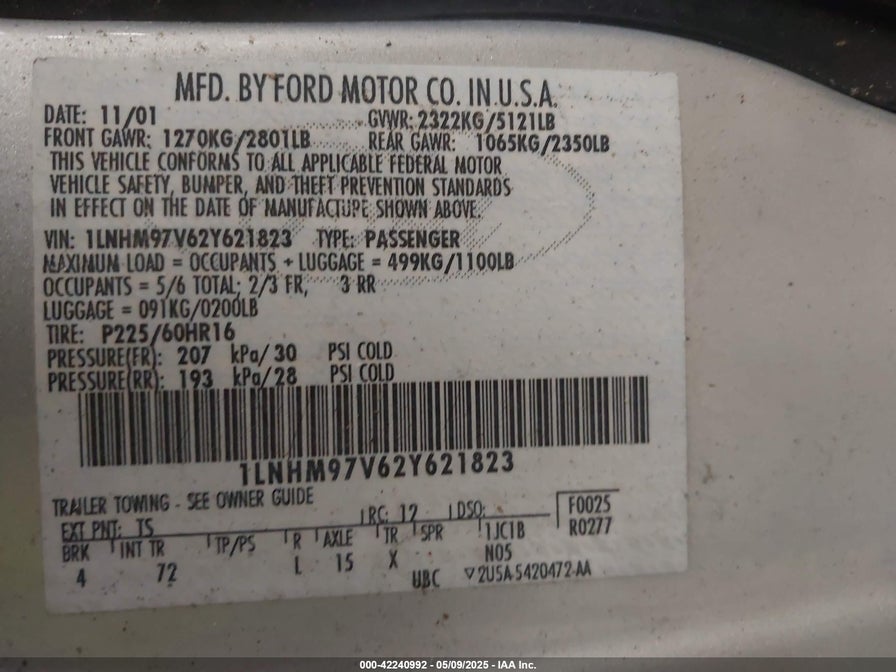 MFD. BY FORD MOTOR CO. IN U.S.A.
DATE: 11/01 GVWR: 2322KG/5121LB
FRONT GAWR: 1270KG/2801LB REAR GAWR: 1065KG/2350LB
THIS VEHICLE CONFORMS TO ALL APPLICABLE FEDERAL MOTOR
VEHICLE SAFETY, BUMPER, AND THEFT PREVENTION STANDARDS
IN EFFECT ON THE DATE OF MANUFACTURE SHOWN ABOVE.
VIN: 1LNHM97V62Y621823 TYPE: PASSENGER
MAXIMUM LOAD = OCCUPANTS + LUGGAGE = 499KG/1100LB
OCCUPANTS = 5/6 TOTAL; 2/3 FR, 3 RR
LUGGAGE = 091KG/0200LB
TIRE: P225/60HR16
PRESSURE(FR): 207 kPa/30 PSI COLD
PRESSURE(RR): 193 kPa/28 PSI COLD
1LNHM97V62Y621823
TRAILER TOWING - SEE OWNER GUIDE
EXT PNT: TS RC: 12 DSO: F0025
R0277
BRK INT TR TP/PS R AXLE TR SPR 1JC1B
4 72 L 15 X N05
UBC 2U5A-5420472-AA
000-42240992 - 05/09/2025 - IAA Inc.